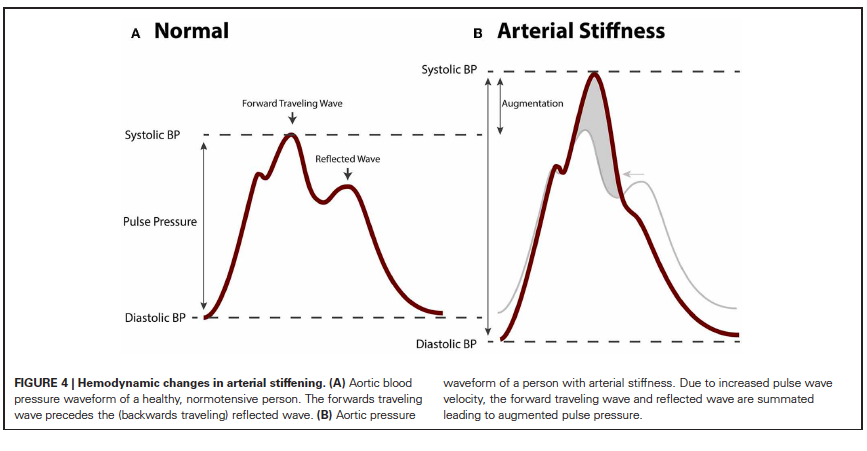 A Normal
B Arterial Stiffness
Systolic BP
Augmentation
Forward Traveling Wave
Systolic BP
Reflected Wave
Pulse Pressure
Diastolic BP
Diastolic BP
FIGURE 4 | Hemodynamic changes in arterial stiffening. (A) Aortic blood
pressure waveform of a healthy, normotensive person. The forwards traveling
wave precedes the (backwards traveling) reflected wave. (B) Aortic pressure
waveform of a person with arterial stiffness. Due to increased pulse wave
velocity, the forward traveling wave and reflected wave are summated
leading to augmented pulse pressure.